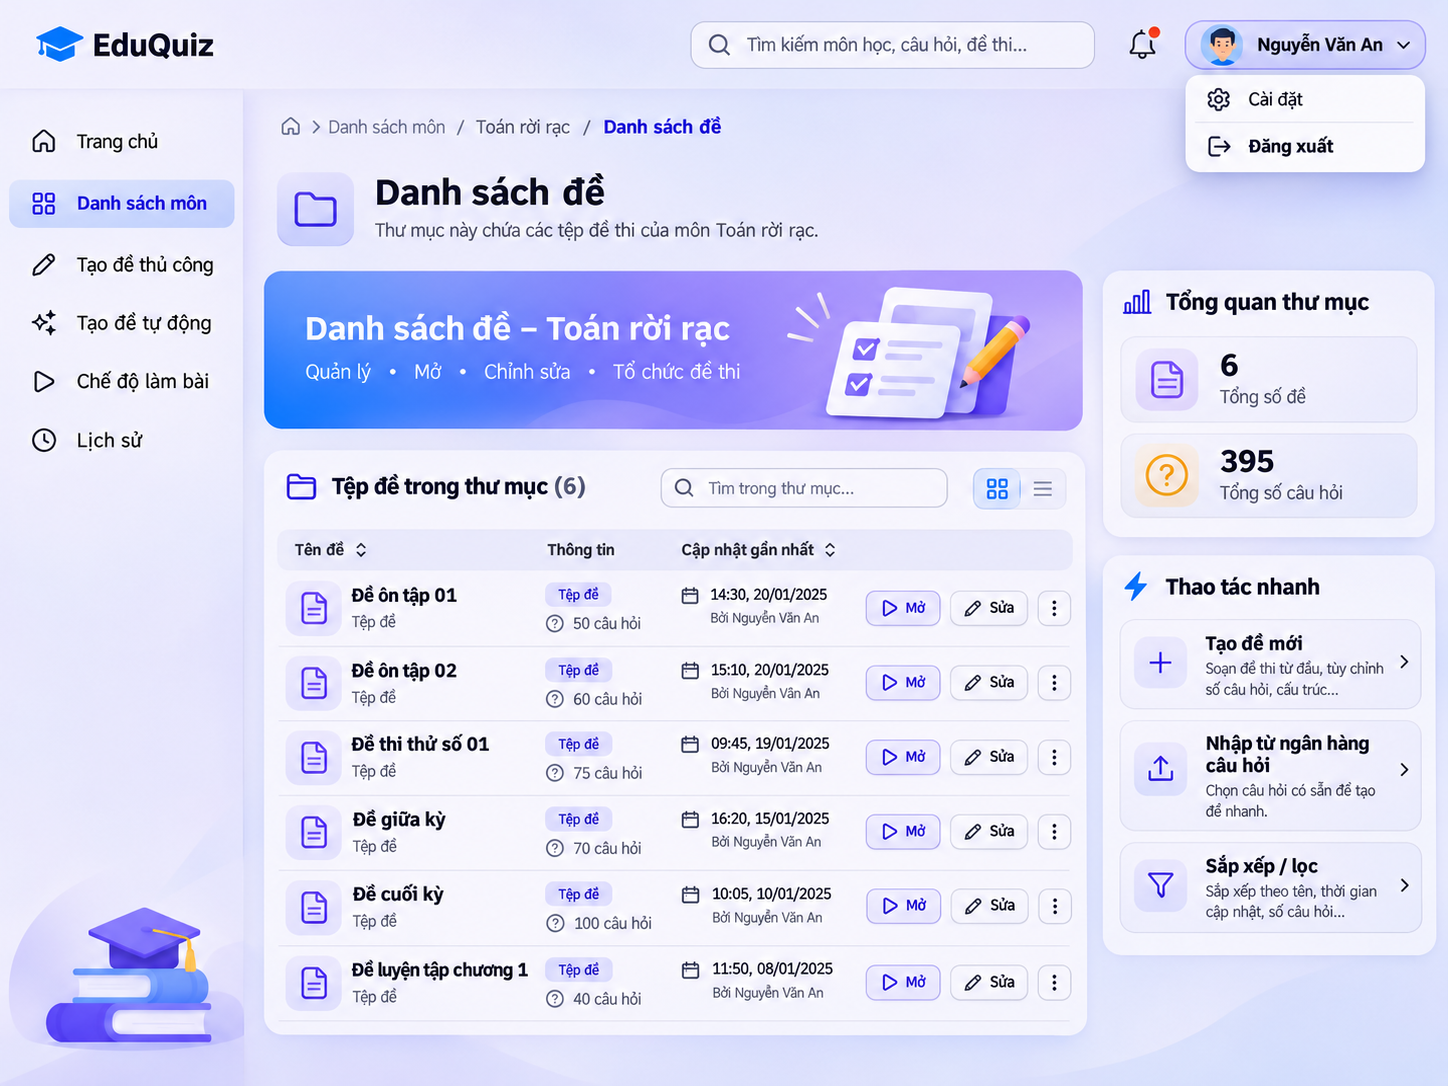 EduQuiz
Tìm kiếm môn học, câu hỏi, đề thi...
Nguyễn Văn An
Cài đặt
Đăng xuất
Trang chủ
Danh sách môn
Tạo đề thủ công
Tạo đề tự động
Chế độ làm bài
Lịch sử
Danh sách môn / Toán rời rạc / Danh sách đề
Danh sách đề
Thư mục này chứa các tệp đề thi của môn Toán rời rạc.
Danh sách đề – Toán rời rạc
Quản lý • Mở • Chỉnh sửa • Tổ chức đề thi
Tệp đề trong thư mục (6)
Tìm trong thư mục...
Tên đề Thông tin Cập nhật gần nhất
Đề ôn tập 01 Tệp đề 14:30, 20/01/2025 Mở Sửa
Tệp đề 50 câu hỏi Bởi Nguyễn Văn An
Đề ôn tập 02 Tệp đề 15:10, 20/01/2025 Mở Sửa
Tệp đề 60 câu hỏi Bởi Nguyễn Văn An
Đề thi thử số 01 Tệp đề 09:45, 19/01/2025 Mở Sửa
Tệp đề 75 câu hỏi Bởi Nguyễn Văn An
Đề giữa kỳ Tệp đề 16:20, 15/01/2025 Mở Sửa
Tệp đề 70 câu hỏi Bởi Nguyễn Văn An
Đề cuối kỳ Tệp đề 10:05, 10/01/2025 Mở Sửa
Tệp đề 100 câu hỏi Bởi Nguyễn Văn An
Đề luyện tập chương 1 Tệp đề 11:50, 08/01/2025 Mở Sửa
Tệp đề 40 câu hỏi Bởi Nguyễn Văn An
Tổng quan thư mục
6
Tổng số đề
395
Tổng số câu hỏi
Thao tác nhanh
Tạo đề mới
Soạn đề thi từ đầu, tùy chỉnh
số câu hỏi, cấu trúc...
Nhập từ ngân hàng
câu hỏi
Chọn câu hỏi có sẵn để tạo
đề nhanh.
Sắp xếp / lọc
Sắp xếp theo tên, thời gian
cập nhật, số câu hỏi...